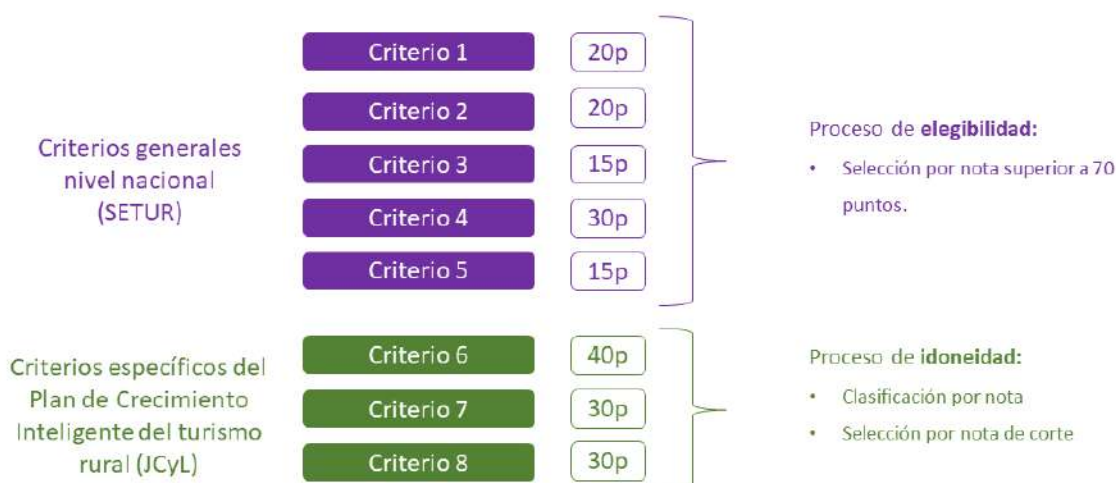 Criterios generales
nivel nacional
(SETUR)
Criterio 1
20p
Criterio 2
20p
Criterio 3
15p
Criterio 4
30p
Criterio 5
15p
Proceso de elegibilidad:
• Selección por nota superior a 70
puntos.
Criterios específicos del
Plan de Crecimiento
Inteligente del turismo
rural (JCyL)
Criterio 6
40p
Criterio 7
30p
Criterio 8
30p
Proceso de idoneidad:
• Clasificación por nota
• Selección por nota de corte